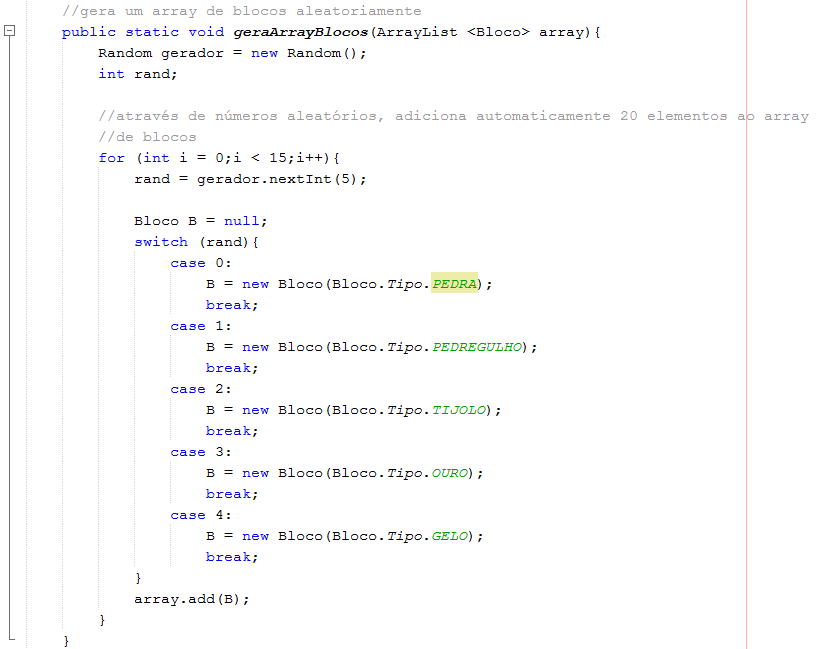 //gera um array de blocos aleatoriamente
public static void geraArrayBlocos(ArrayList <Bloco> array){
Random gerador = new Random();
int rand;
//através de números aleatórios, adiciona automaticamente 20 elementos ao array
//de blocos
for (int i = 0;i < 15;i++){
rand = gerador.nextInt(5);
Bloco B = null;
switch (rand){
case 0:
B = new Bloco(Bloco.Tipo.PEDRA);
break;
case 1:
B = new Bloco(Bloco.Tipo.PEDREGULHO);
break;
case 2:
B = new Bloco(Bloco.Tipo.TIJOLO);
break;
case 3:
B = new Bloco(Bloco.Tipo.OURO);
break;
case 4:
B = new Bloco(Bloco.Tipo.GELO);
break;
}
array.add(B);
}
}